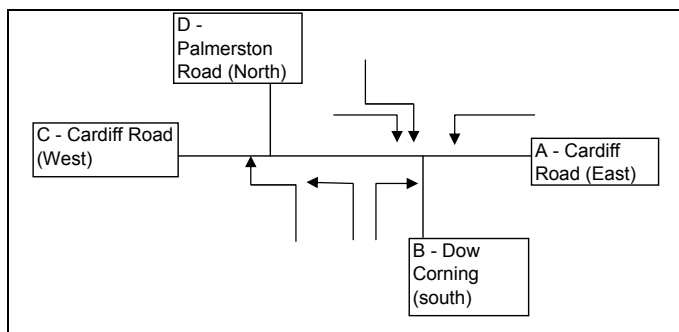 D -
Palmerston
Road (North)
C - Cardiff Road
(West)
A - Cardiff
Road (East)
B - Dow
Corning
(south)